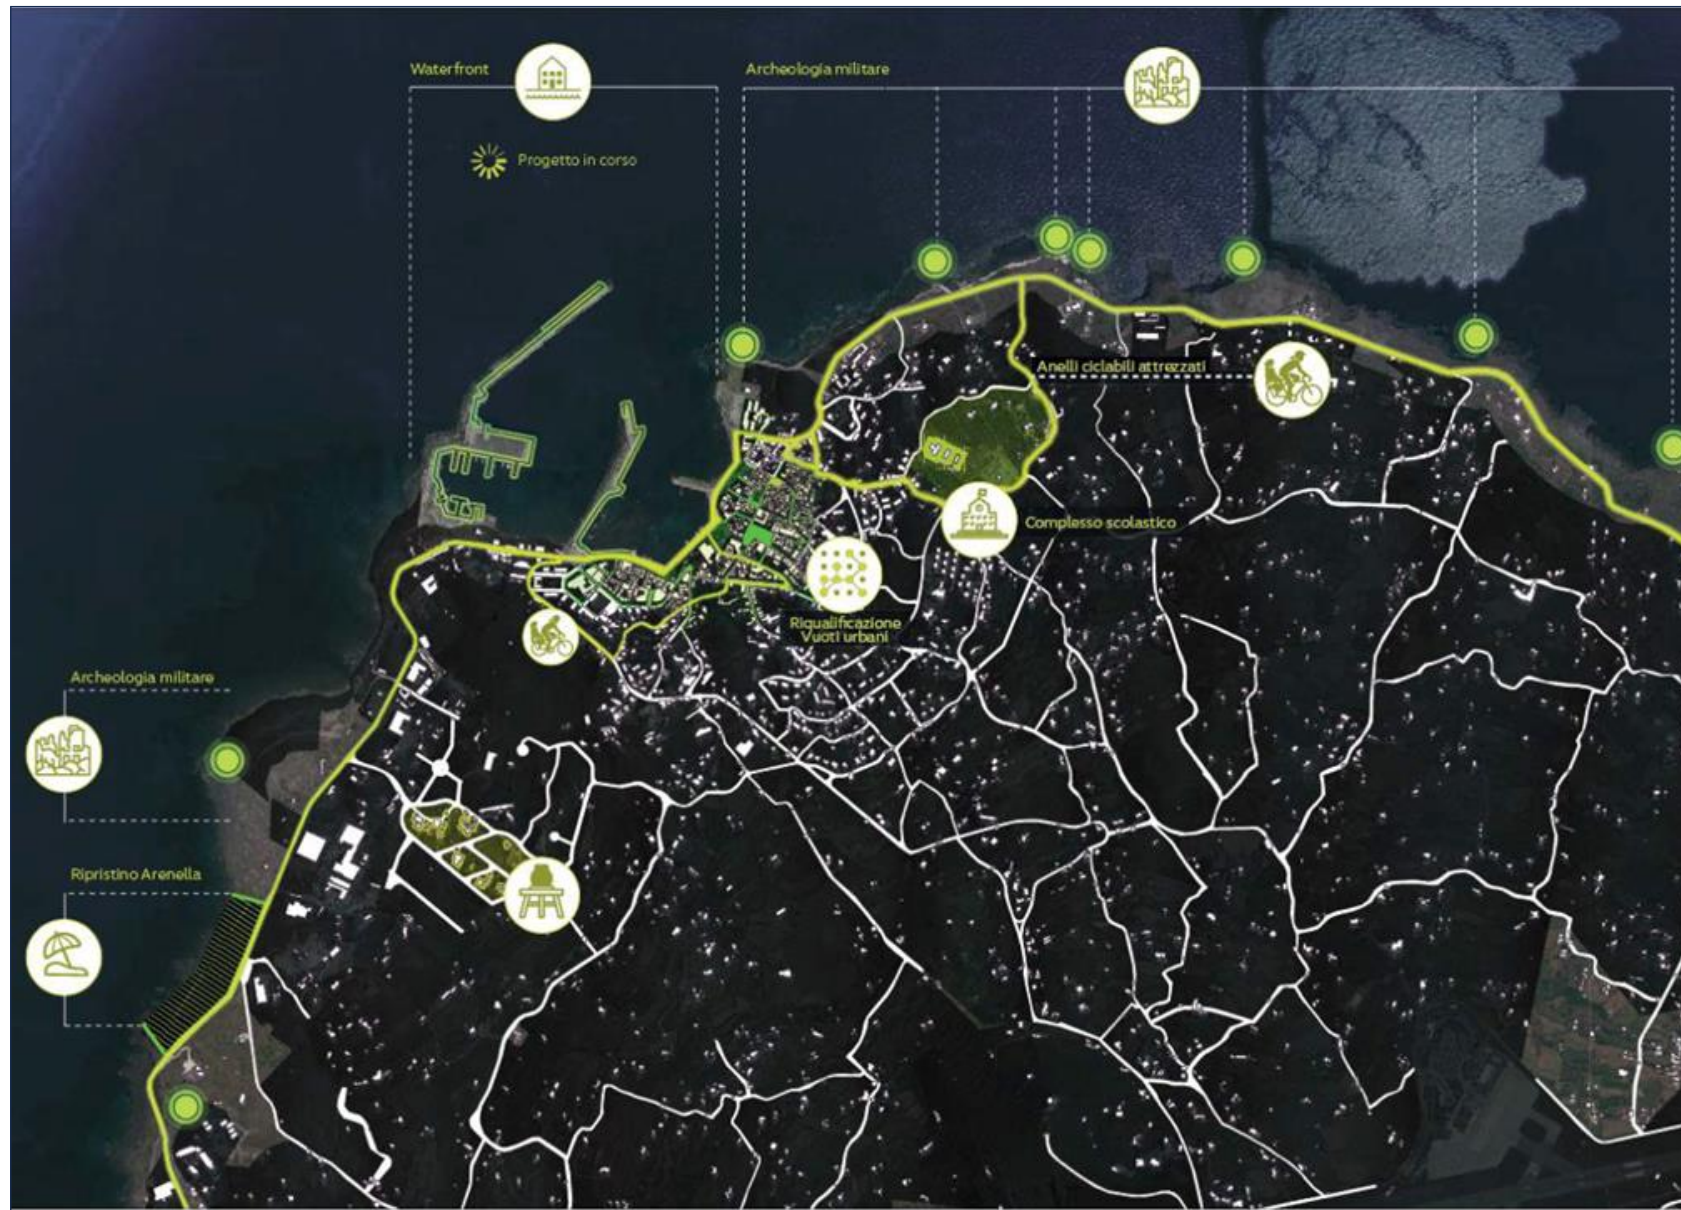 Waterfront
Archeologia militare
Progetto in corso
Anelli ciclabili attrezzati
Complesso scolastico
Riqualificazione
Vuoti urbani
Archeologia militare
Ripristino Arenella